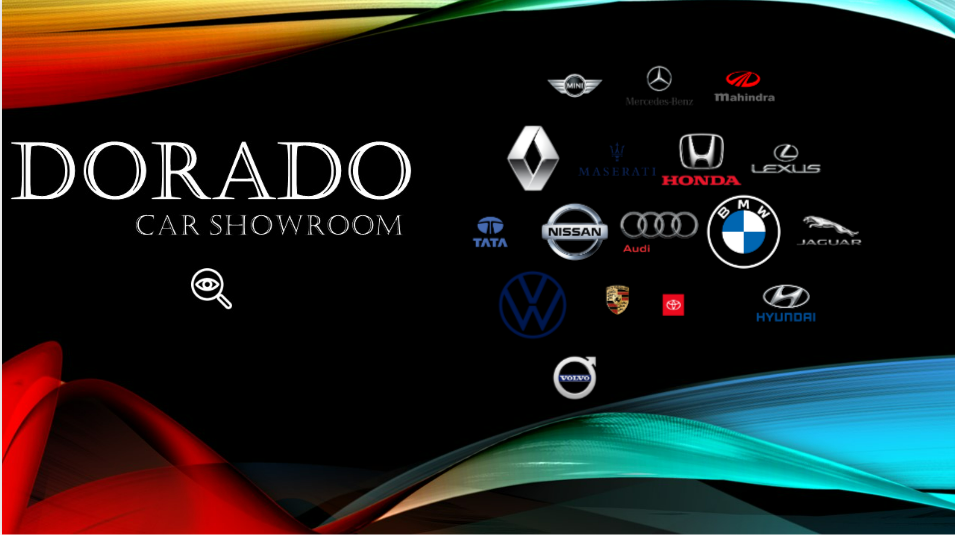 DORADO
CAR SHOWROOM
MINI
Mercedes-Benz
mahindra
MASERATI
HONDA
LEXUS
TATA
NISSAN
Audi
BMW
JAGUAR
HYUNDAI
VOLVO